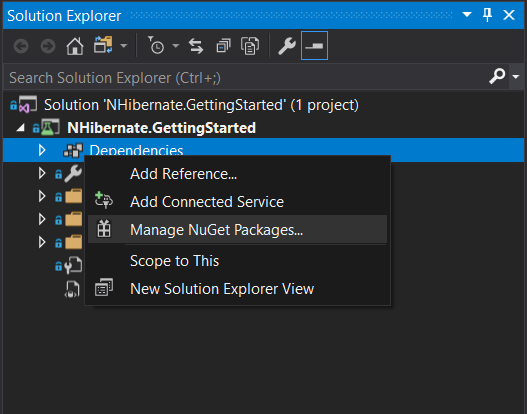 Solution Explorer
Search Solution Explorer (Ctrl+;)
Solution 'NHibernate.GettingStarted' (1 project)
NHibernate.GettingStarted
Dependencies
Add Reference...
Add Connected Service
Manage NuGet Packages...
Scope to This
New Solution Explorer View